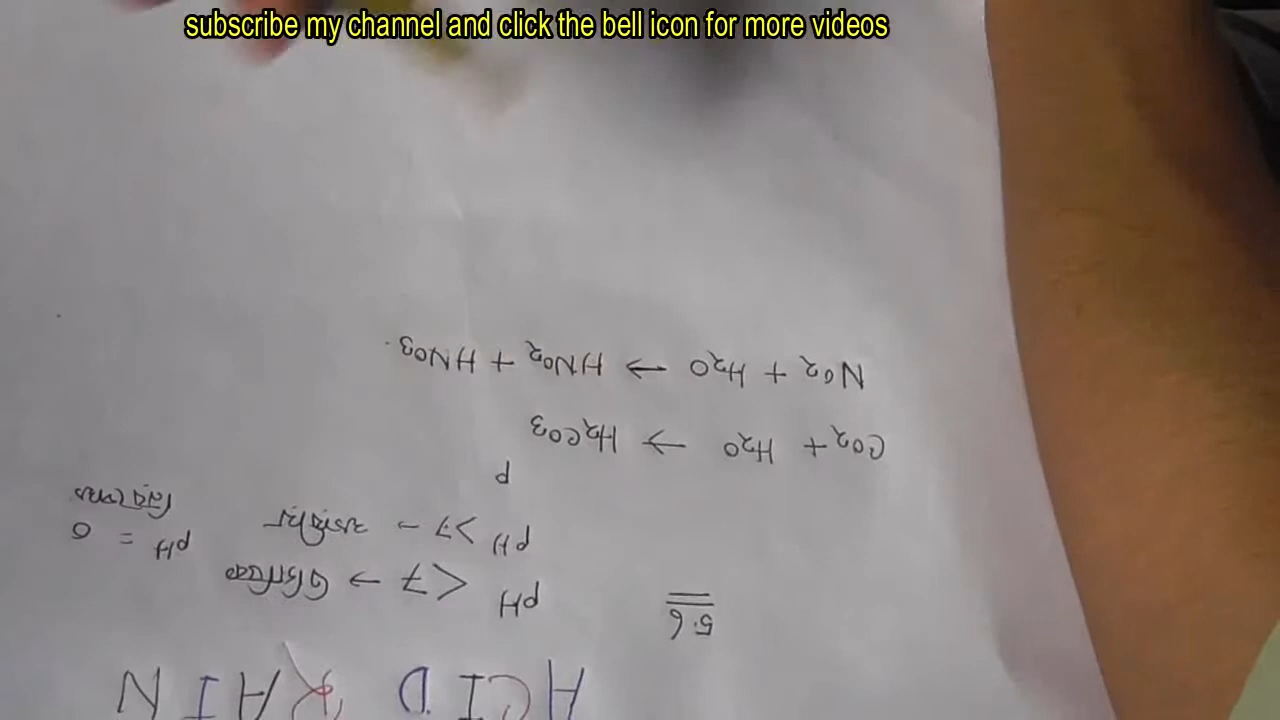 subscribe my channel and click the bell icon for more videos
ACID RAIN
5.6
pH > 7 →
pH < 7 -
pH = 0
P
CO2 + H2O → H2CO3
NO2 + H2O → HNO2 + HNO3.